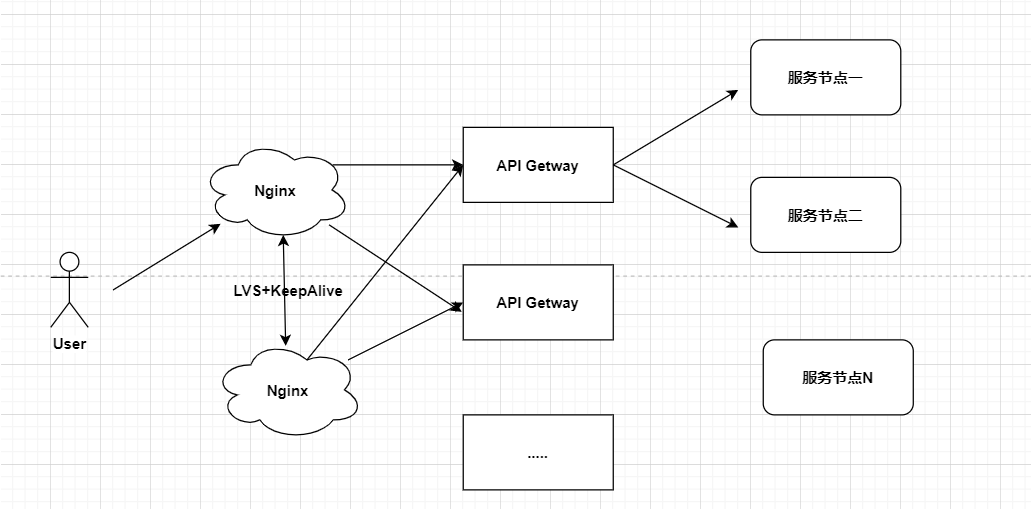 服务节点一
API Getway
Nginx
服务节点二
LVS+KeepAlive
API Getway
User
服务节点N
Nginx
.....